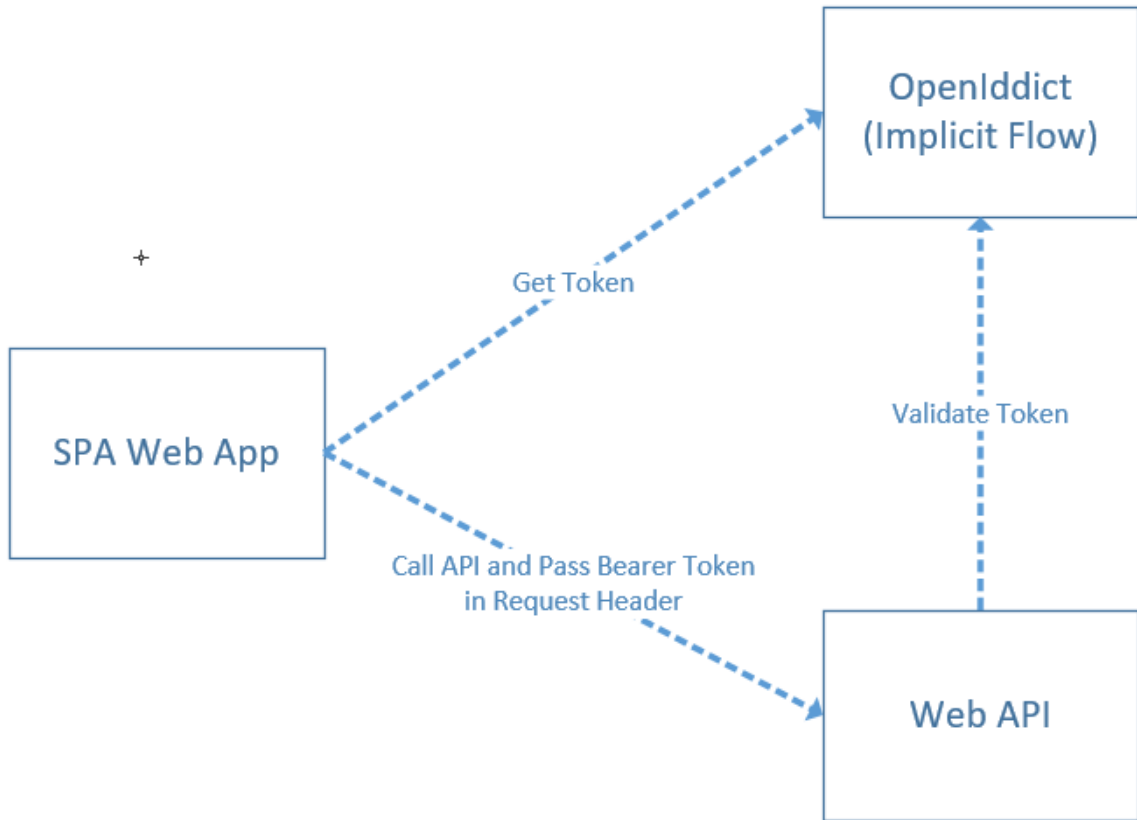 OpenIddict
(Implicit Flow)
Get Token
SPA Web App
Validate Token
Call API and Pass Bearer Token
in Request Header
Web API